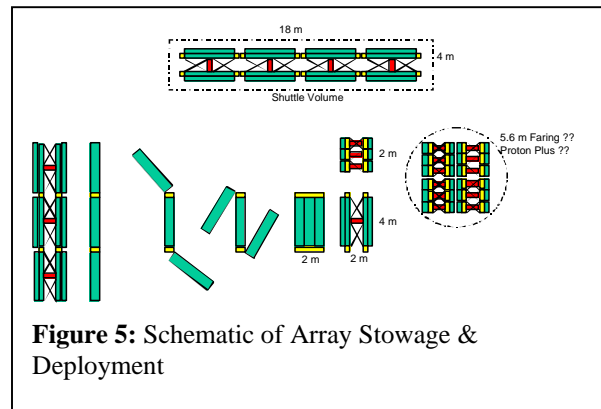 18 m
4 m
Shuttle Volume
5.6 m Faring ??
Proton Plus ??
2 m
4 m
2 m
2 m
Figure 5: Schematic of Array Stowage &
Deployment